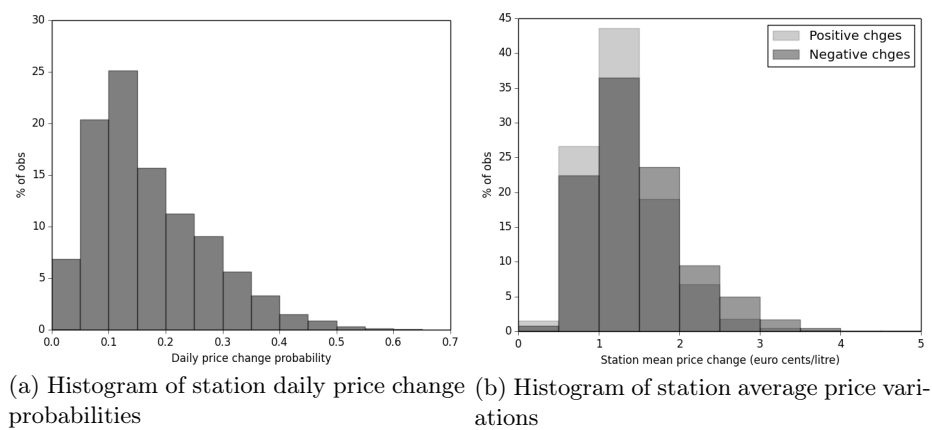 30
25
20
15
10
5
0
% of obs
0.0 0.1 0.2 0.3 0.4 0.5 0.6 0.7
Daily price change probability
(a) Histogram of station daily price change
probabilities
45
40
35
30
25
20
15
10
5
0
% of obs
Positive chges
Negative chges
0 1 2 3 4 5
Station mean price change (euro cents/litre)
(b) Histogram of station average price vari-
ations